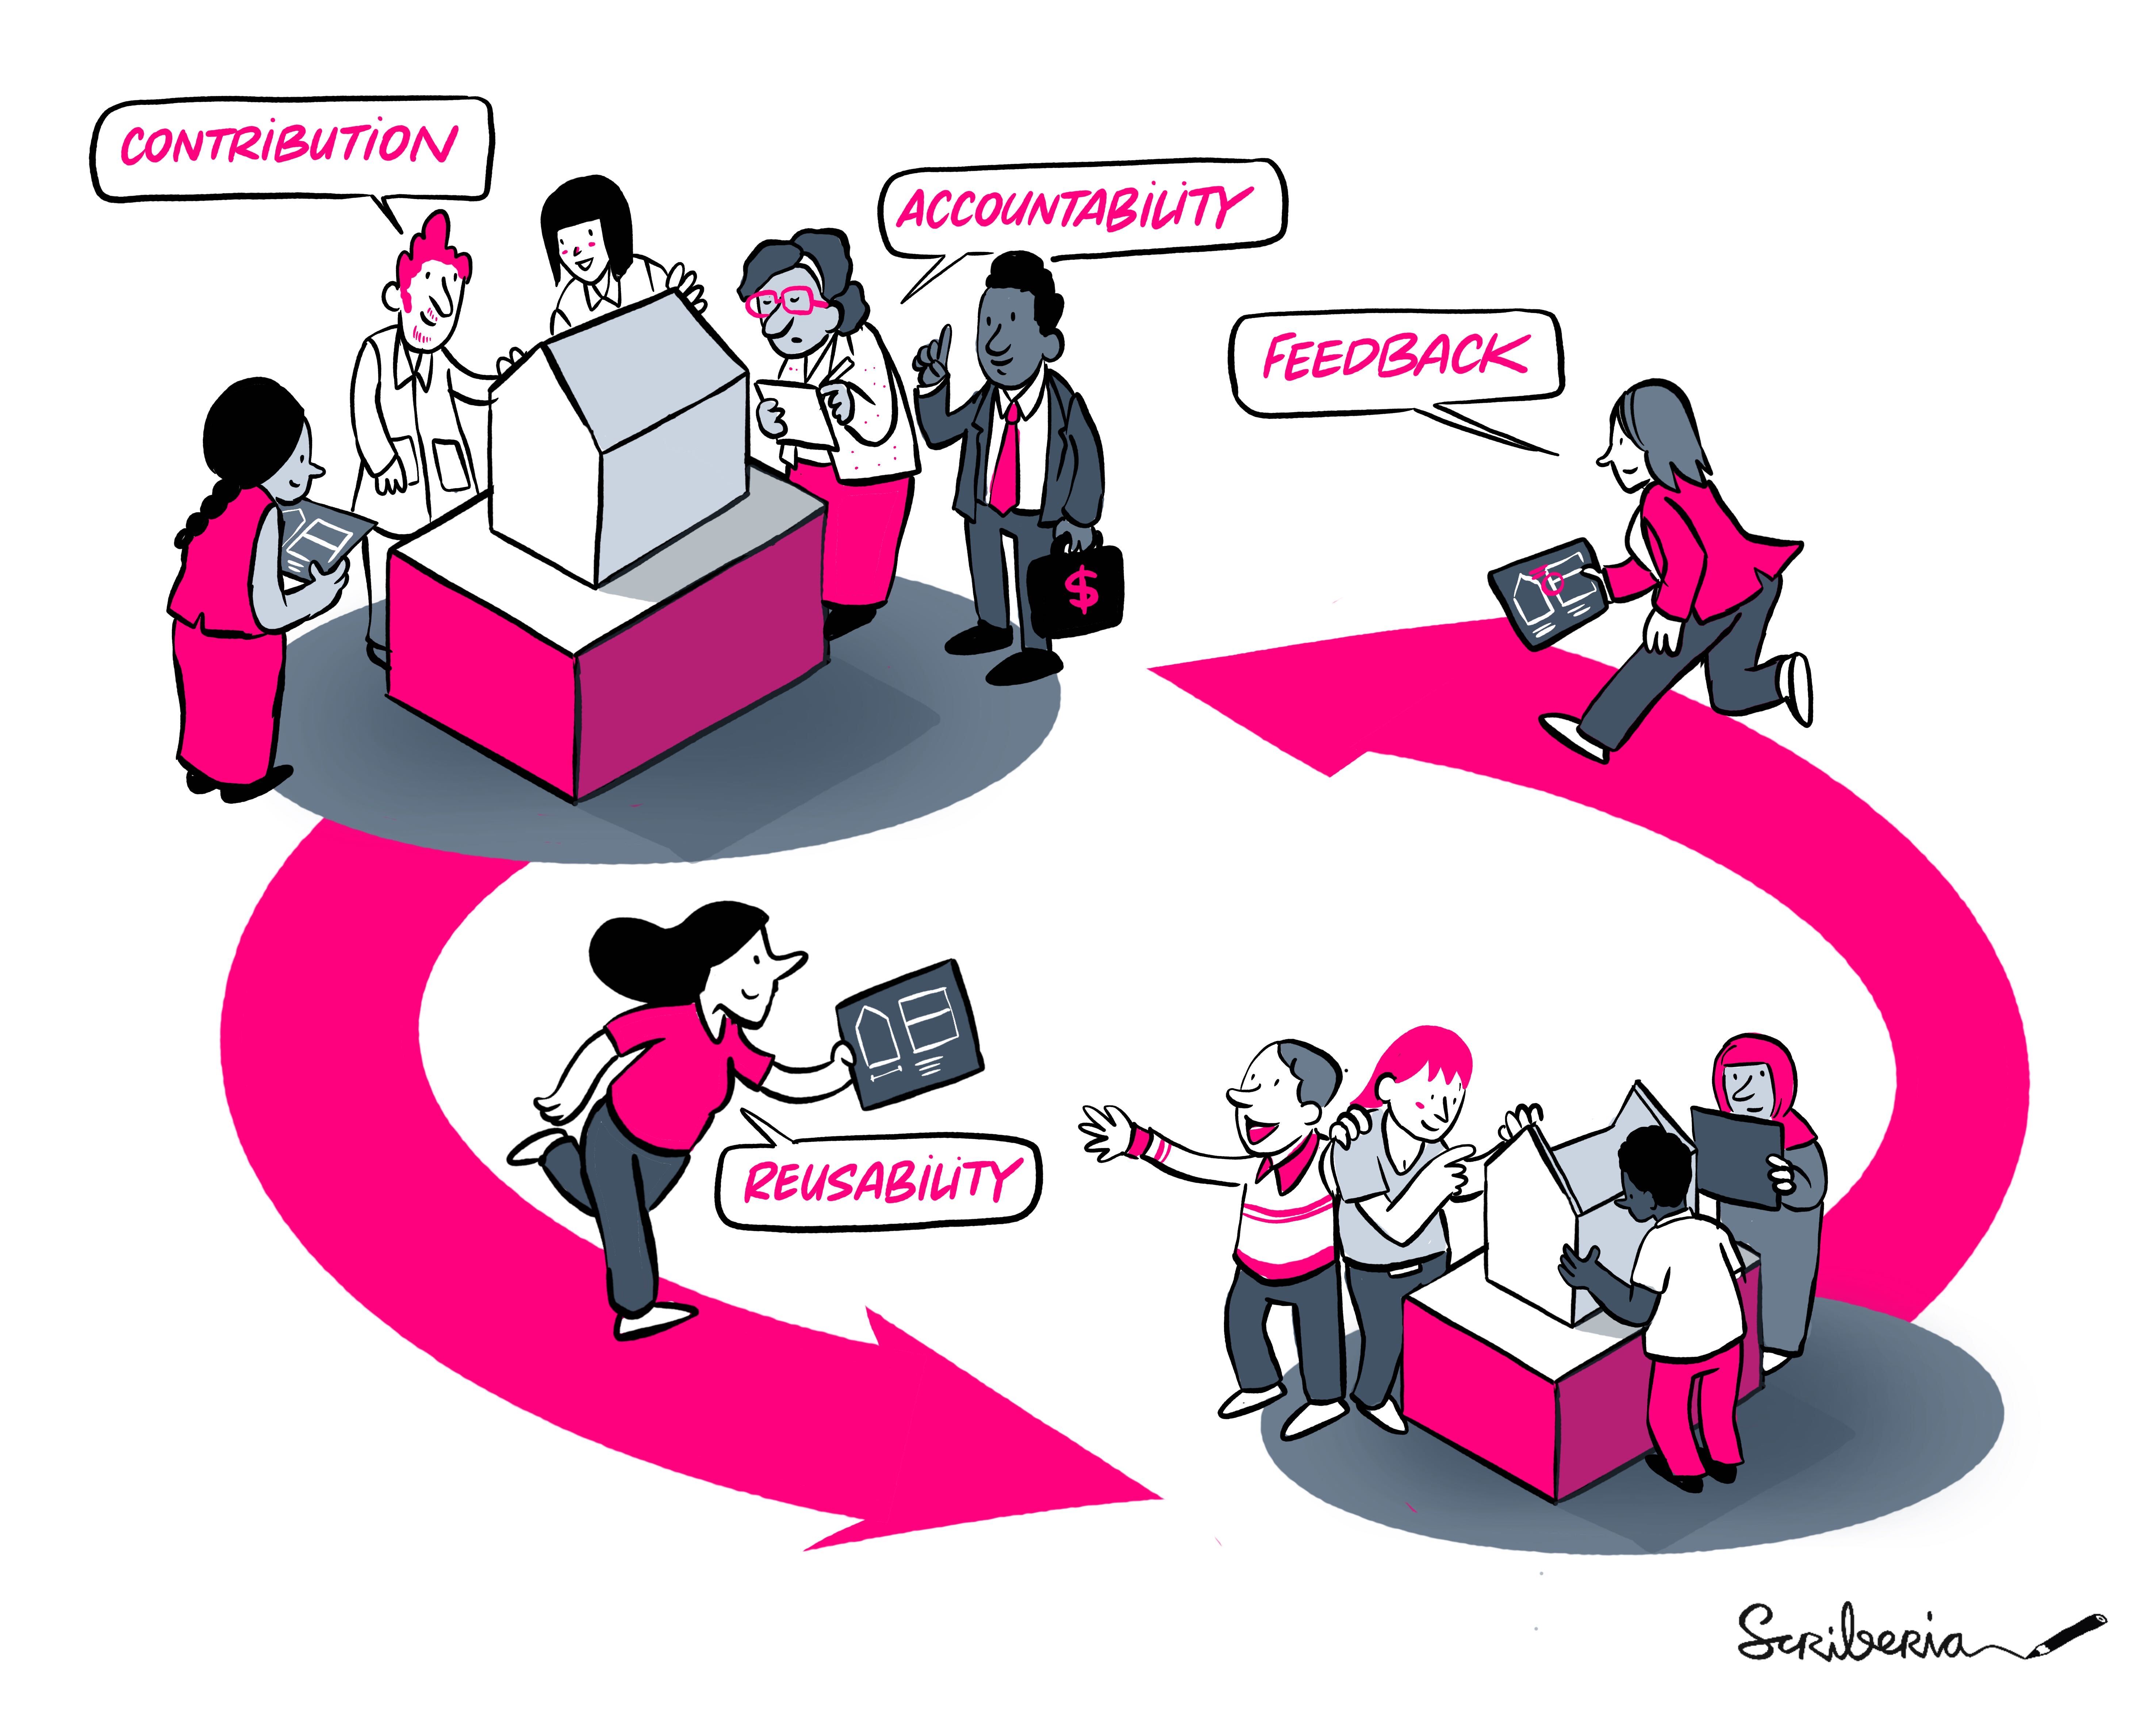 CONTRIBUTION
ACCOUNTABILITY
FEEDBACK
$
REUSABILITY
Scriberia